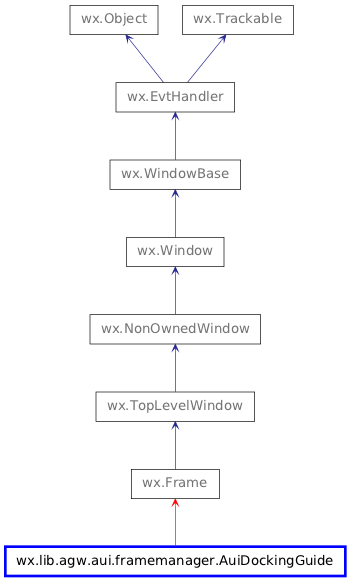 wx.Object
wx.Trackable
wx.EvtHandler
wx.WindowBase
wx.Window
wx.NonOwnedWindow
wx.TopLevelWindow
wx.Frame
wx.lib.agw.aui.framemanager.AuiDockingGuide